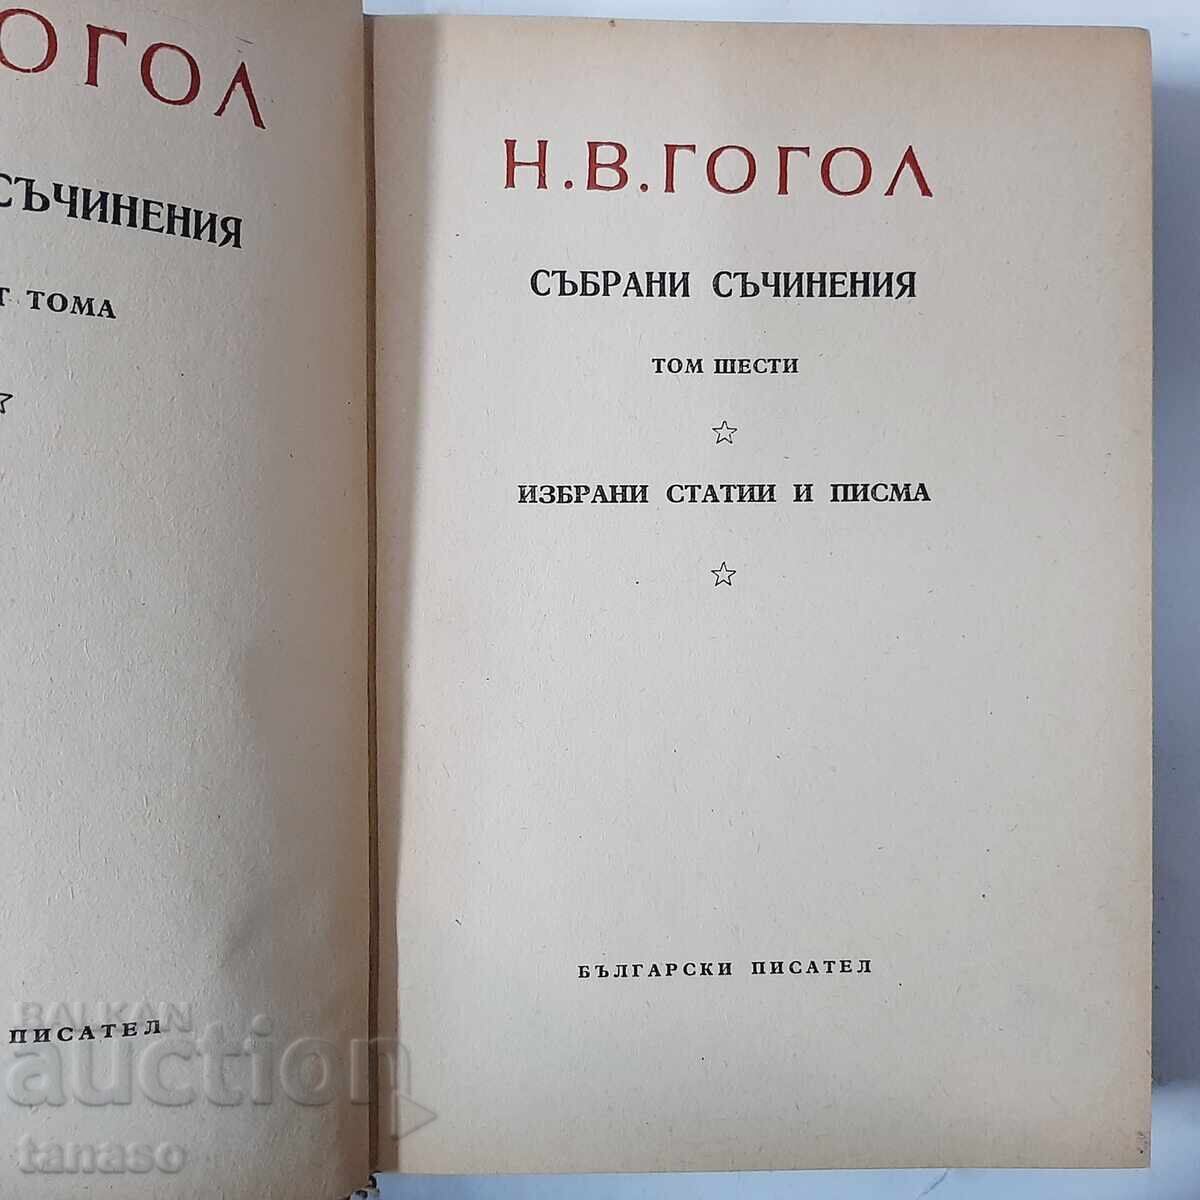 ОГОЛ
СЪЧИНЕНИЯ
Т ТОМА
ПИСАТЕЛ
Н.В.ГОГОЛ
СЪБРАНИ СЪЧИНЕНИЯ
ТОМ ШЕСТИ
ИЗБРАНИ СТАТИИ И ПИСМА
БЪЛГАРСКИ ПИСАТЕЛ
BALKAN
auction
tanaso